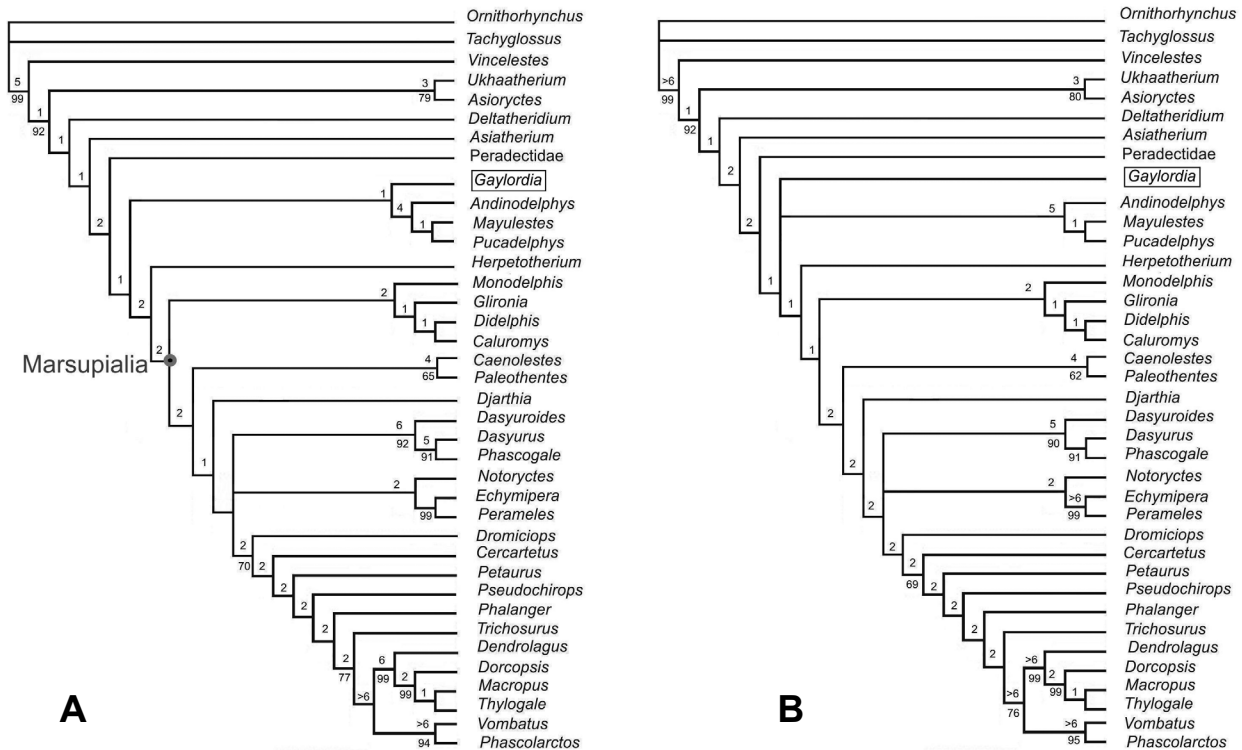 Ornithorhynchus
Tachyglossus
Vincelestes
5
3
Ukhaatherium
99
79
Asioryctes
1
92
Deltatheridium
1
Asiatherium
1
Peradectidae
1
Gaylordia
4
Andinodelphys
2
1
Mayulestes
Pucadelphys
1
Herpetotherium
2
2
Monodelphis
1
Glironia
1
Didelphis
Caluromys
2
Marsupialia
4
Caenolestes
65
Paleothentes
2
Djarthia
6
Dasyuroides
92
5
Dasyurus
91
Phascogale
1
2
Notoryctes
Echymipera
99
Perameles
2
Dromiciops
70
2
Cercartetus
2
Petaurus
2
Pseudochirops
2
Phalanger
2
Trichosurus
77
6
Dendrolagus
99
>6
2
Dorcopsis
99
1
Macropus
Thylogale
>6
Vombatus
94
Phascolarctos
A
Ornithorhynchus
Tachyglossus
Vincelestes
>6
3
Ukhaatherium
99
80
Asioryctes
1
92
Deltatheridium
1
Asiatherium
2
Peradectidae
Gaylordia
5
Andinodelphys
2
1
Mayulestes
Pucadelphys
1
Herpetotherium
1
2
Monodelphis
1
Glironia
1
Didelphis
Caluromys
1
4
Caenolestes
62
Paleothentes
Djarthia
5
Dasyuroides
90
Dasyurus
91
Phascogale
2
2
2
Notoryctes
>6
Echymipera
99
Perameles
2
Dromiciops
2
Cercartetus
69
2
Petaurus
2
Pseudochirops
2
Phalanger
2
Trichosurus
>6
Dendrolagus
99
>6
2
Dorcopsis
76
99
1
Macropus
Thylogale
>6
Vombatus
95
Phascolarctos
B